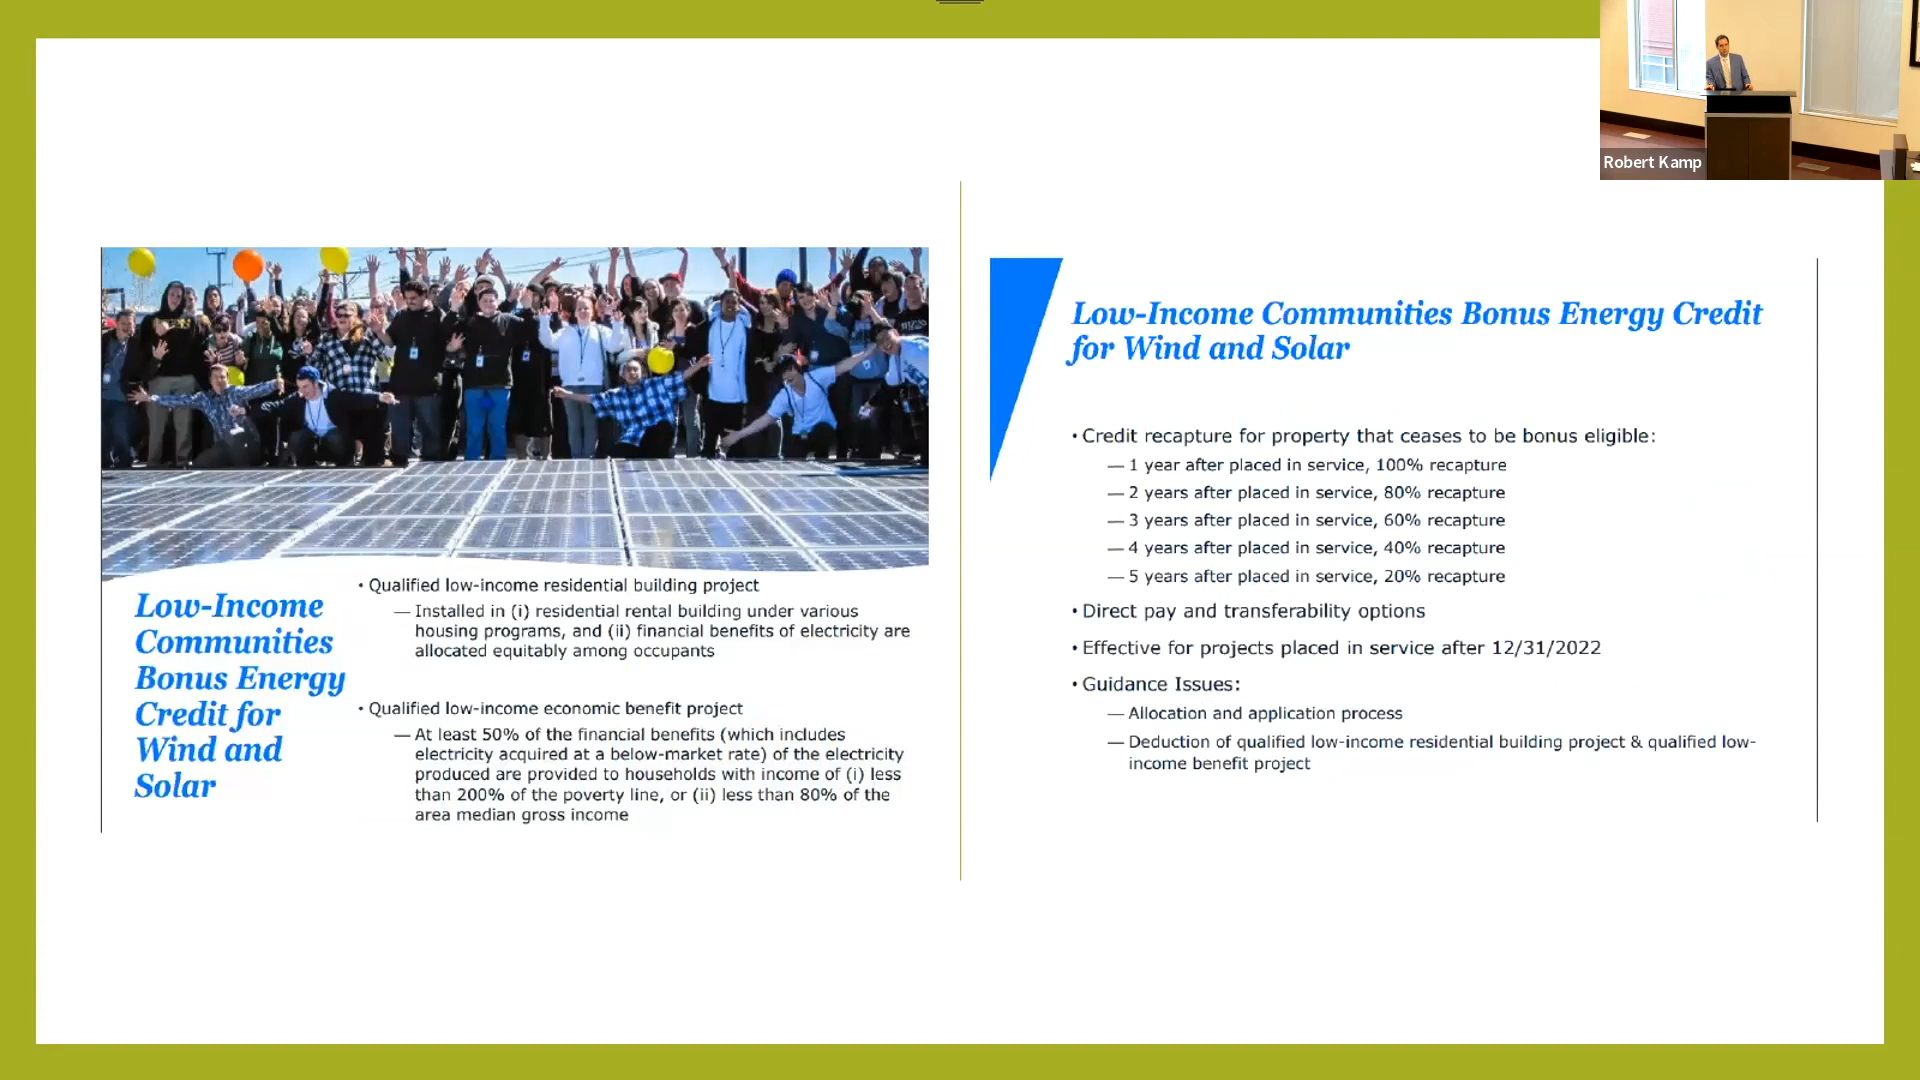 Robert Kamp
Low-Income
Communities
Bonus Energy
Credit for
Wind and
Solar
• Qualified low-income residential building project
— Installed in (i) residential rental building under various
housing programs, and (ii) financial benefits of electricity are
allocated equitably among occupants
• Qualified low-income economic benefit project
— At least 50% of the financial benefits (which includes
electricity acquired at a below-market rate) of the electricity
produced are provided to households with income of (i) less
than 200% of the poverty line, or (ii) less than 80% of the
area median gross income
Low-Income Communities Bonus Energy Credit
for Wind and Solar
• Credit recapture for property that ceases to be bonus eligible:
— 1 year after placed in service, 100% recapture
— 2 years after placed in service, 80% recapture
— 3 years after placed in service, 60% recapture
— 4 years after placed in service, 40% recapture
— 5 years after placed in service, 20% recapture
• Direct pay and transferability options
• Effective for projects placed in service after 12/31/2022
• Guidance Issues:
— Allocation and application process
— Deduction of qualified low-income residential building project & qualified low-
income benefit project